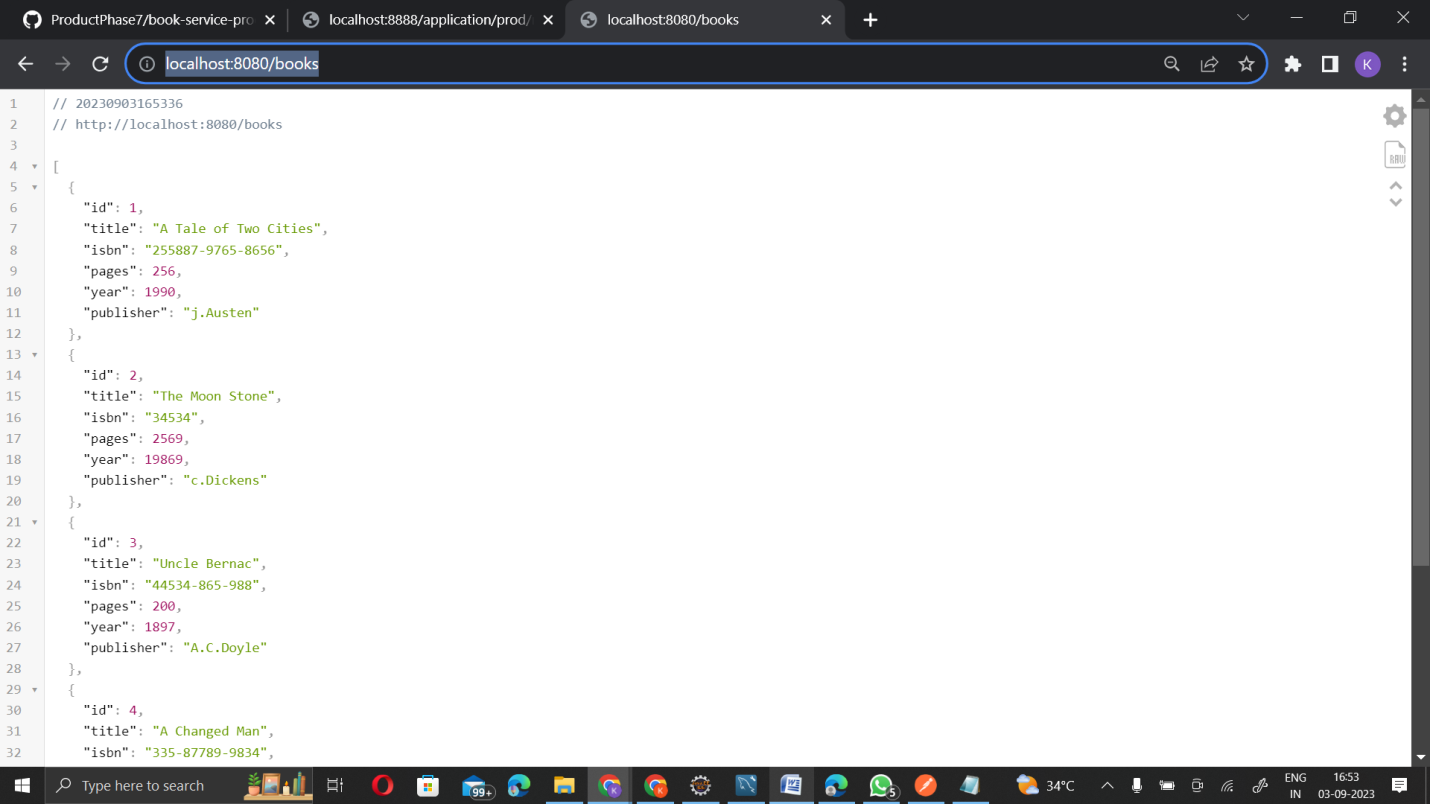 ProductPhase7/book-service-pro
localhost:8888/application/prod/
localhost:8080/books
localhost:8080/books
K
1 // 20230903165336
2 // http://localhost:8080/books
3
4 [
5 {
6 "id": 1,
7 "title": "A Tale of Two Cities",
8 "isbn": "255887-9765-8656",
9 "pages": 256,
10 "year": 1990,
11 "publisher": "j.Austen"
12 },
13 {
14 "id": 2,
15 "title": "The Moon Stone",
16 "isbn": "34534",
17 "pages": 2569,
18 "year": 19869,
19 "publisher": "c.Dickens"
20 },
21 {
22 "id": 3,
23 "title": "Uncle Bernac",
24 "isbn": "44534-865-988",
25 "pages": 200,
26 "year": 1897,
27 "publisher": "A.C.Doyle"
28 },
29 {
30 "id": 4,
31 "title": "A Changed Man",
32 "isbn": "335-87789-9834",
RAW
Type here to search
99+
K
K
W
5
34°C
ENG
IN
16:53
03-09-2023